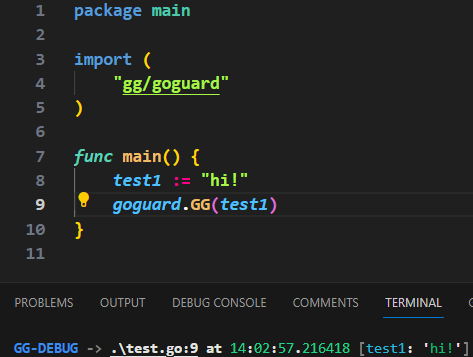 1 package main
2
3 import (
4 "gg/goguard"
5 )
6
7 func main() {
8 test1 := "hi!"
9 goguard.GG(test1)
10 }
11
PROBLEMS OUTPUT DEBUG CONSOLE COMMENTS TERMINAL
GG-DEBUG -> .\test.go:9 at 14:02:57.216418 [test1: 'hi!']